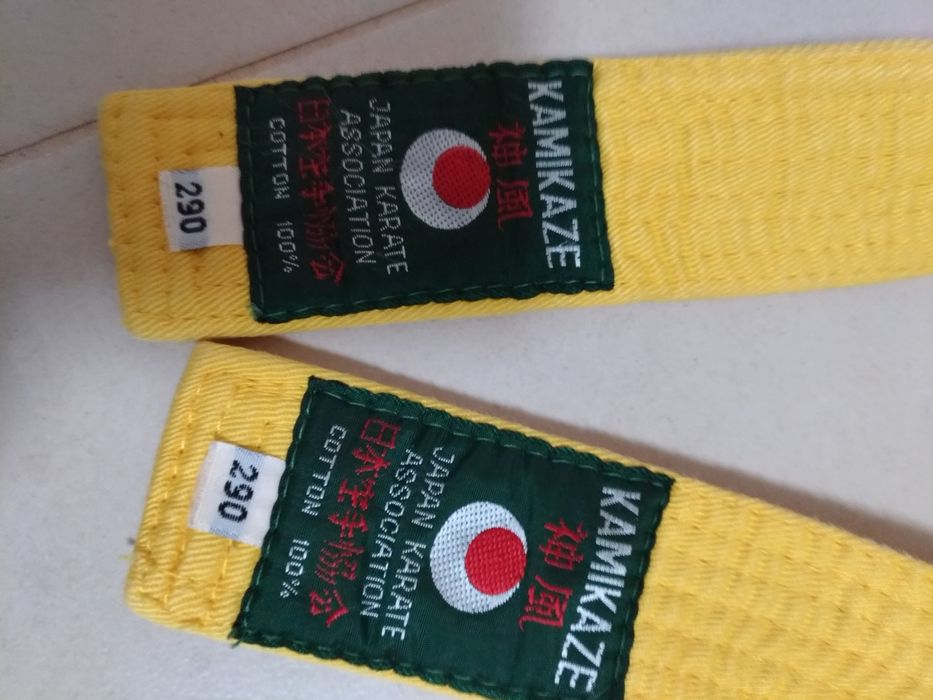 KAMIKAZE
神風
JAPAN KARATE
ASSOCIATION
日本空手協会
COTTON 100%
290
KAMIKAZE
神風
JAPAN KARATE
ASSOCIATION
日本空手協会
COTTON 100%
290